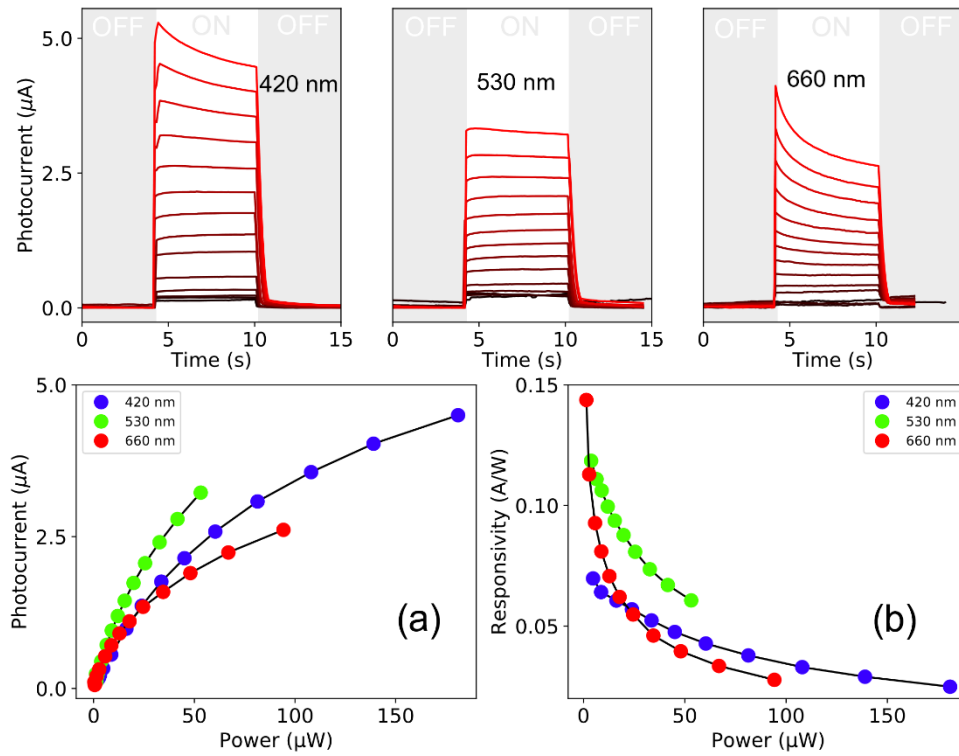 OFF ON OFF
OFF ON OFF
OFF ON OFF
420 nm
530 nm
660 nm
Photocurrent (μA)
5.0
2.5
0.0
0 5 10 15
Time (s)
0 5 10 15
Time (s)
0 5 10 15
Time (s)
Photocurrent (μA)
5.0
2.5
0.0
420 nm
530 nm
660 nm
(a)
0 50 100 150
Power (μW)
Responsivity (A/W)
0.15
0.10
0.05
420 nm
530 nm
660 nm
(b)
0 50 100 150
Power (μW)